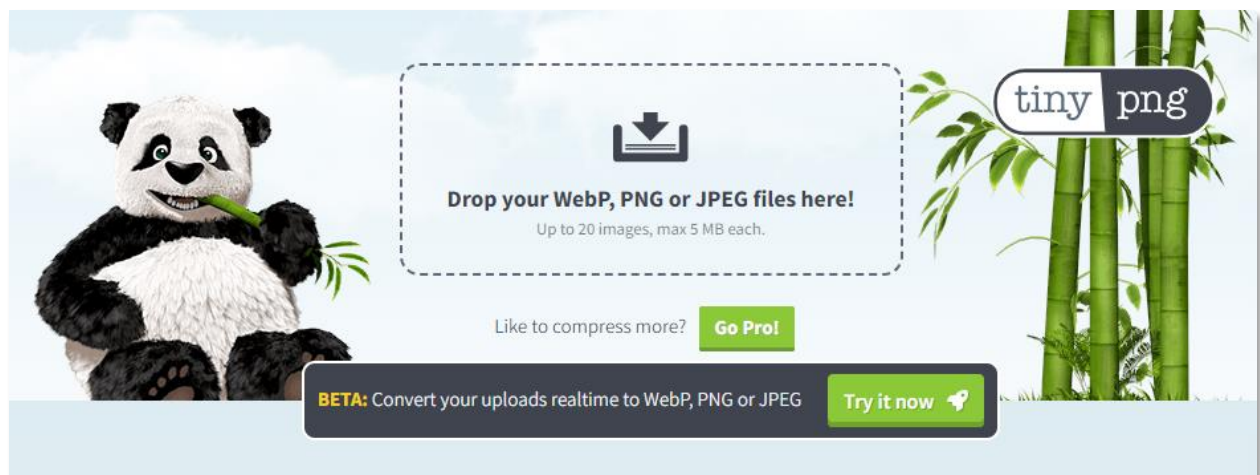 tiny png
Drop your WebP, PNG or JPEG files here!
Up to 20 images, max 5 MB each.
Like to compress more? Go Pro!
BETA: Convert your uploads realtime to WebP, PNG or JPEG Try it now